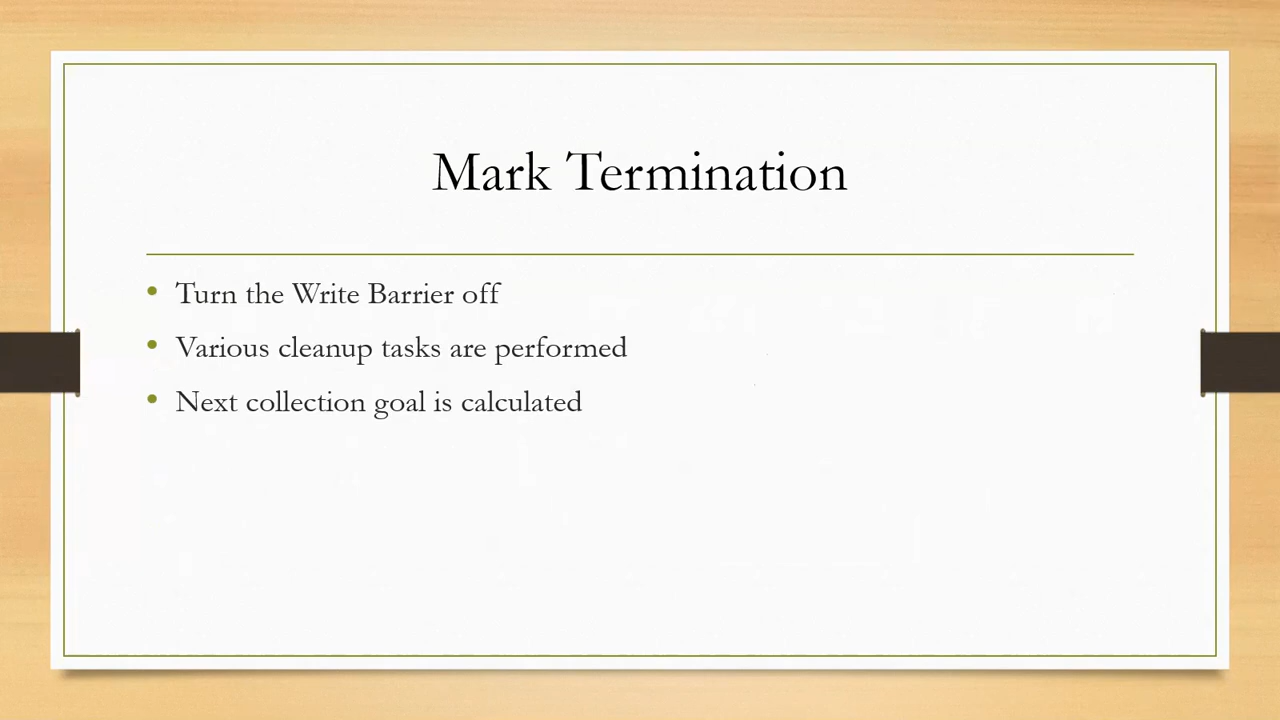 Mark Termination
• Turn the Write Barrier off
• Various cleanup tasks are performed
• Next collection goal is calculated